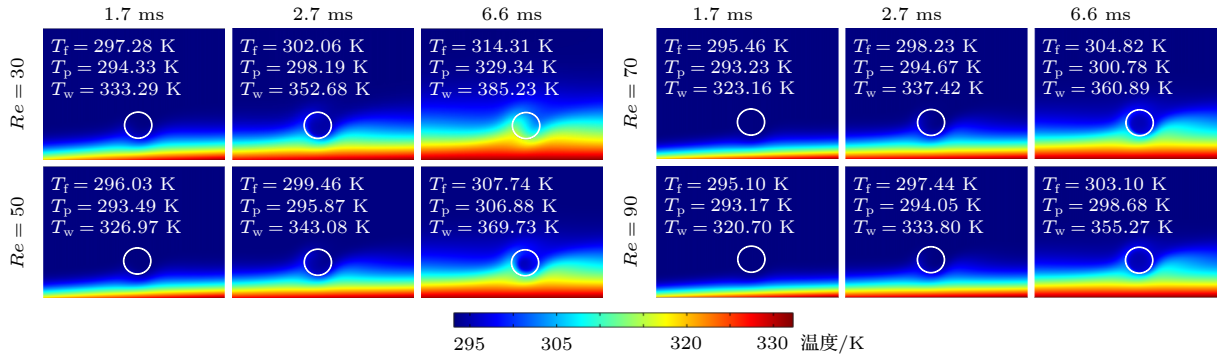 1.7 ms 2.7 ms 6.6 ms
Re = 30
T_f = 297.28 K
T_p = 294.33 K
T_w = 333.29 K
T_f = 302.06 K
T_p = 298.19 K
T_w = 352.68 K
T_f = 314.31 K
T_p = 329.34 K
T_w = 385.23 K
Re = 50
T_f = 296.03 K
T_p = 293.49 K
T_w = 326.97 K
T_f = 299.46 K
T_p = 295.87 K
T_w = 343.08 K
T_f = 307.74 K
T_p = 306.88 K
T_w = 369.73 K
1.7 ms 2.7 ms 6.6 ms
Re = 70
T_f = 295.46 K
T_p = 293.23 K
T_w = 323.16 K
T_f = 298.23 K
T_p = 294.67 K
T_w = 337.42 K
T_f = 304.82 K
T_p = 300.78 K
T_w = 360.89 K
Re = 90
T_f = 295.10 K
T_p = 293.17 K
T_w = 320.70 K
T_f = 297.44 K
T_p = 294.05 K
T_w = 333.80 K
T_f = 303.10 K
T_p = 298.68 K
T_w = 355.27 K
295 305 320 330 温度/K